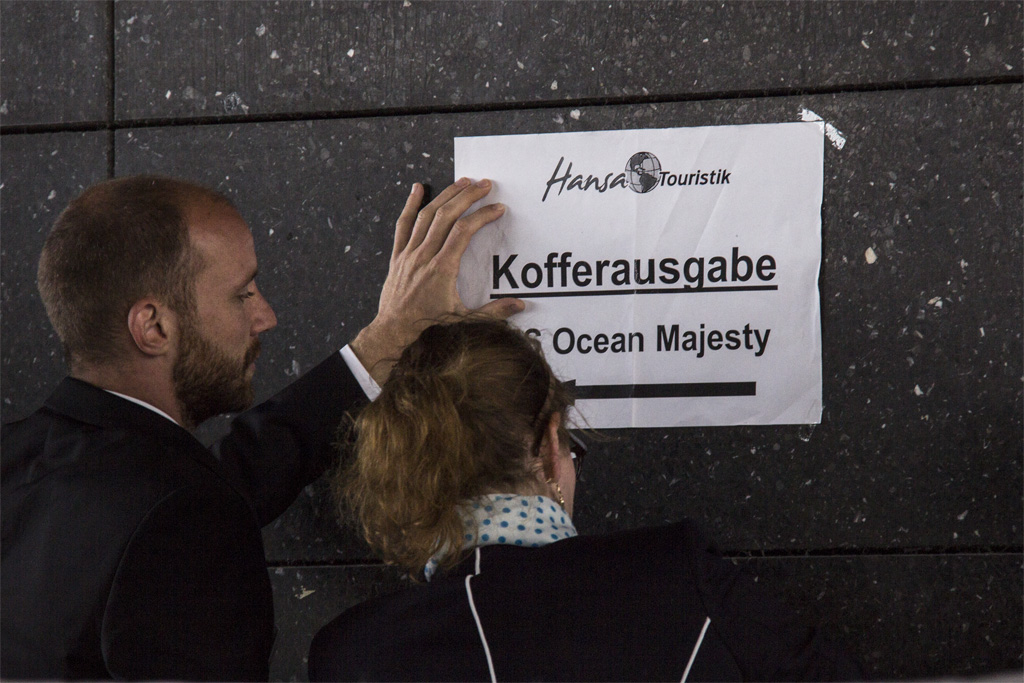 Hansa Touristik
Kofferausgabe
Ocean Majesty